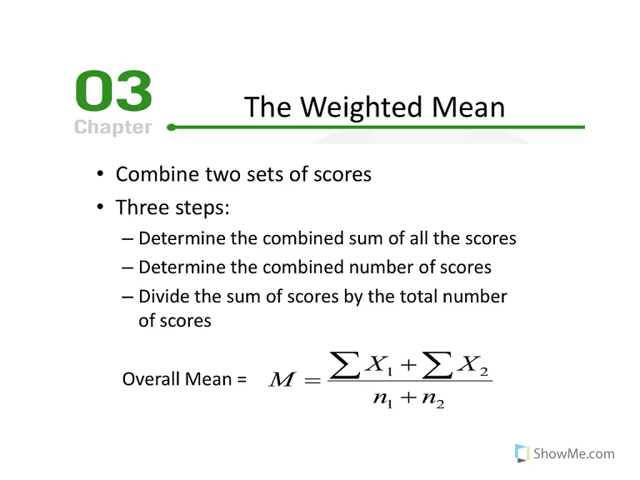 03
Chapter
The Weighted Mean
• Combine two sets of scores
• Three steps:
– Determine the combined sum of all the scores
– Determine the combined number of scores
– Divide the sum of scores by the total number
of scores
Overall Mean = M = (∑X₁ + ∑X₂) / (n₁ + n₂)
ShowMe.com